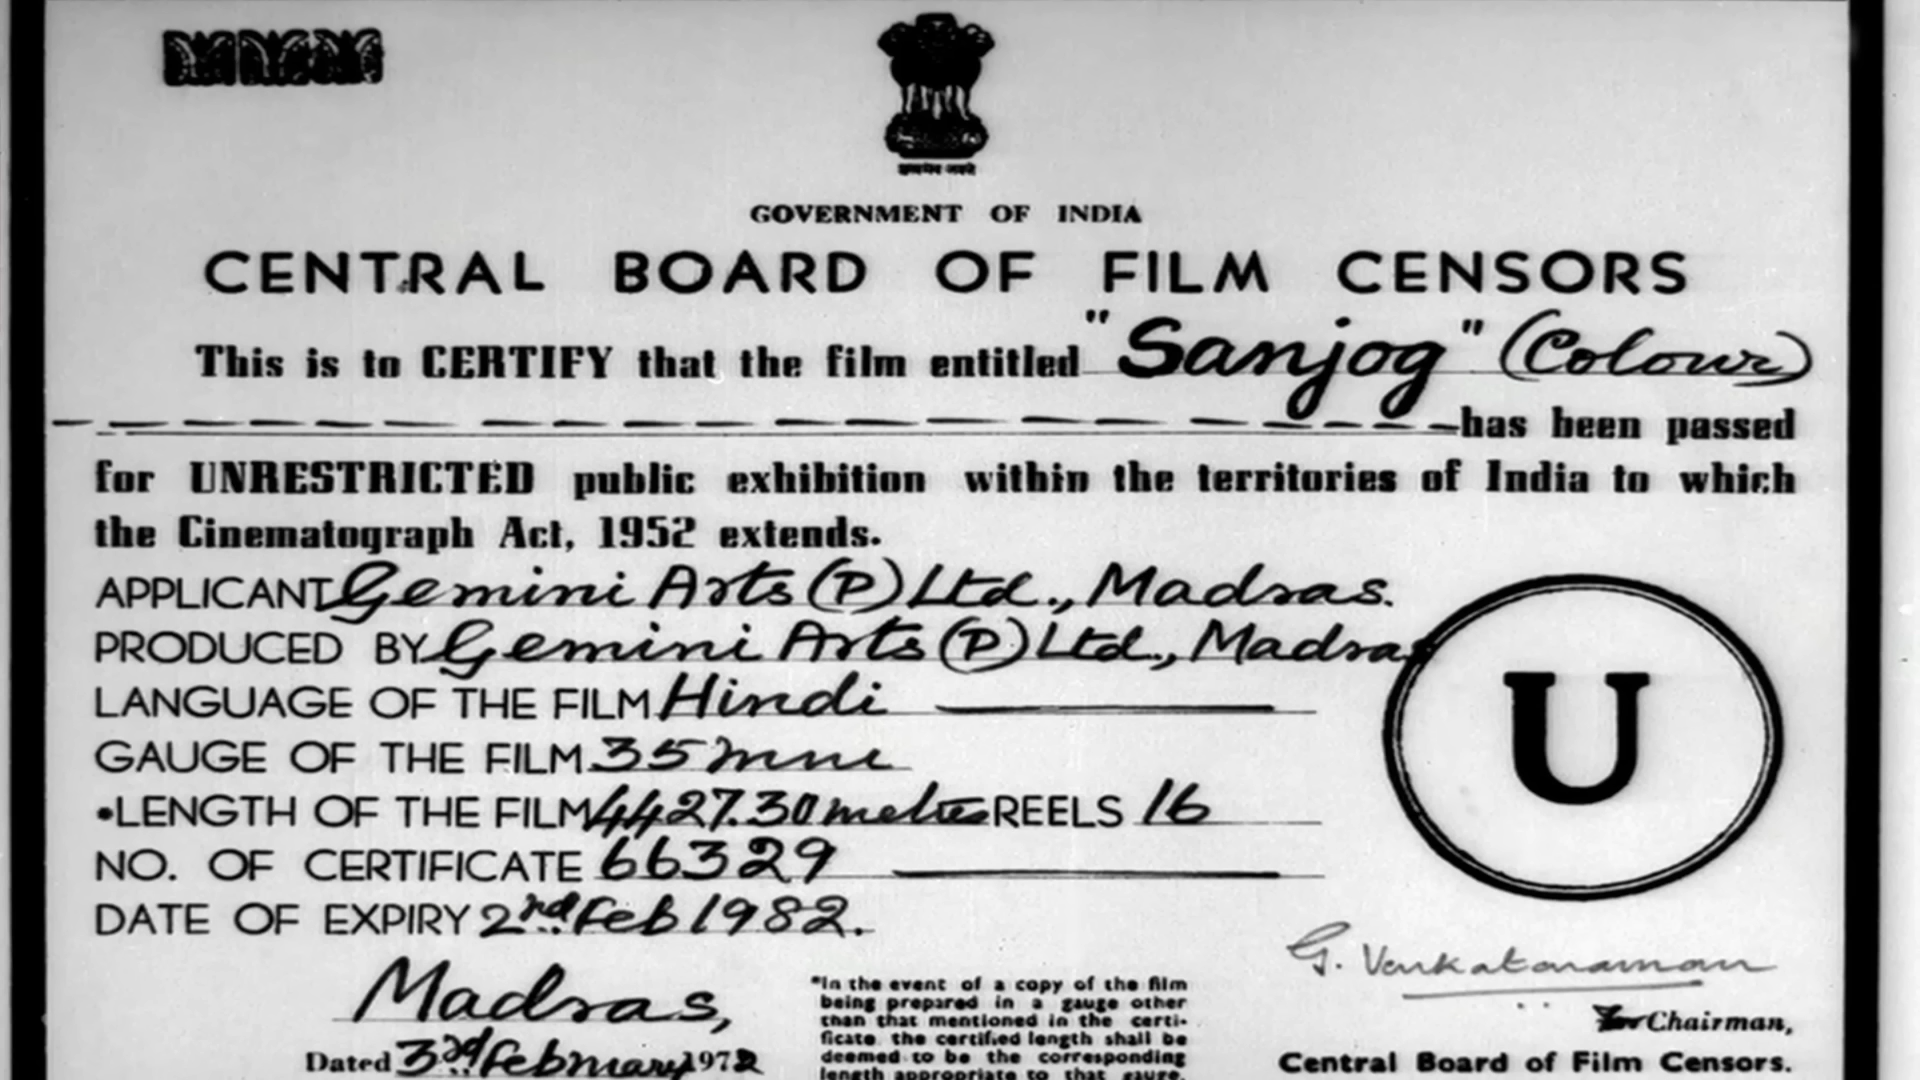 सत्यमेव जयते
GOVERNMENT OF INDIA
CENTRAL BOARD OF FILM CENSORS
This is to CERTIFY that the film entitled "Sanjog" (Colour)
has been passed
for UNRESTRICTED public exhibition within the territories of India to which
the Cinematograph Act, 1952 extends.
APPLICANT Gemini Arts (P) Ltd., Madras.
PRODUCED BY Gemini Arts (P) Ltd., Madras
LANGUAGE OF THE FILM Hindi
GAUGE OF THE FILM 35 mm
*LENGTH OF THE FILM 4427.30 metres REELS 16
NO. OF CERTIFICATE 66329
DATE OF EXPIRY 2nd Feb 1982.
U
G. Venkataraman
Madras,
Dated 3rd February 1972
*In the event of a copy of the film
being prepared in a gauge other
than that mentioned in the certi-
ficate, the certified length shall be
deemed to be the corresponding
length appropriate to that gauge.
for Chairman,
Central Board of Film Censors.